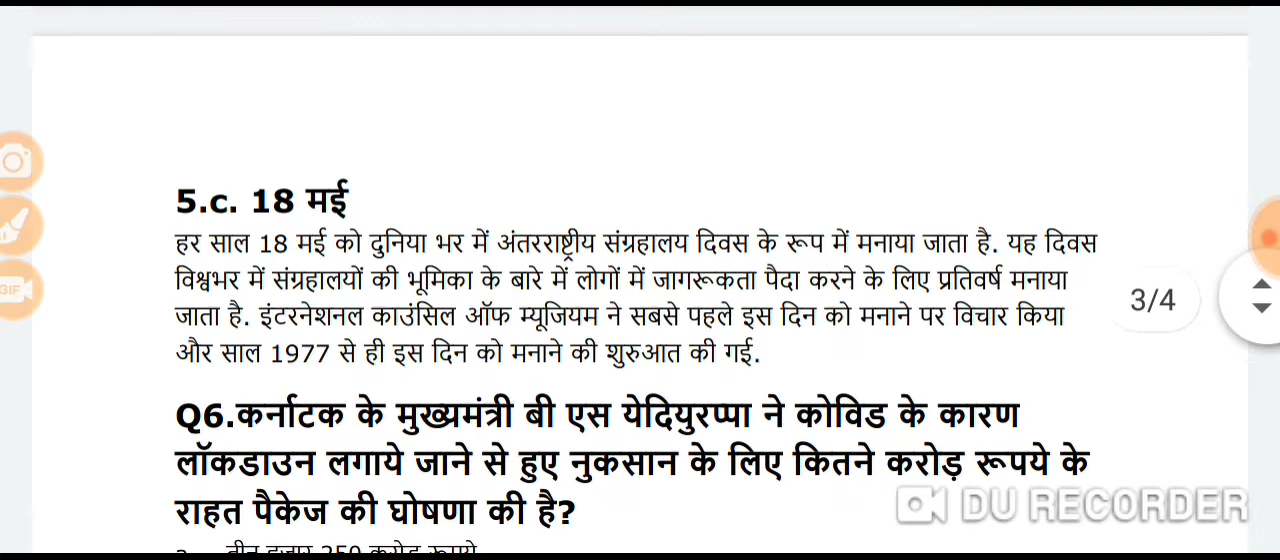 5.c. 18 मई
हर साल 18 मई को दुनिया भर में अंतरराष्ट्रीय संग्रहालय दिवस के रूप में मनाया जाता है. यह दिवस
विश्वभर में संग्रहालयों की भूमिका के बारे में लोगों में जागरूकता पैदा करने के लिए प्रतिवर्ष मनाया
जाता है. इंटरनेशनल काउंसिल ऑफ म्यूजियम ने सबसे पहले इस दिन को मनाने पर विचार किया
और साल 1977 से ही इस दिन को मनाने की शुरुआत की गई.
3/4
Q6.कर्नाटक के मुख्यमंत्री बी एस येदियुरप्पा ने कोविड के कारण
लॉकडाउन लगाये जाने से हुए नुकसान के लिए कितने करोड़ रूपये के
राहत पैकेज की घोषणा की है?
DU RECORDER
GIF